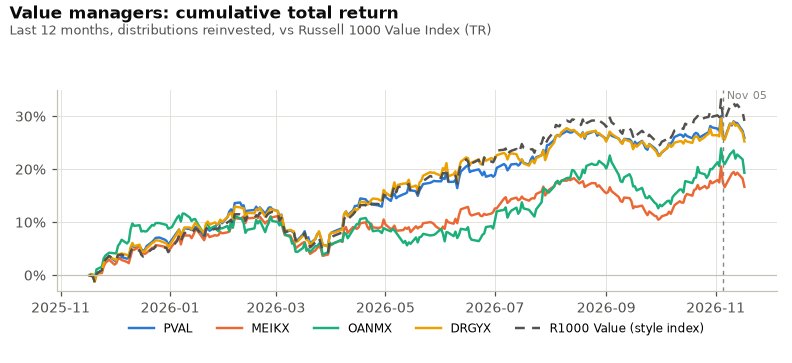 Value managers: cumulative total return
Last 12 months, distributions reinvested, vs Russell 1000 Value Index (TR)
Nov 05
30%
20%
10%
0%
2025-11 2026-01 2026-03 2026-05 2026-07 2026-09 2026-11
PVAL MEIKX OANMX DRGYX R1000 Value (style index)